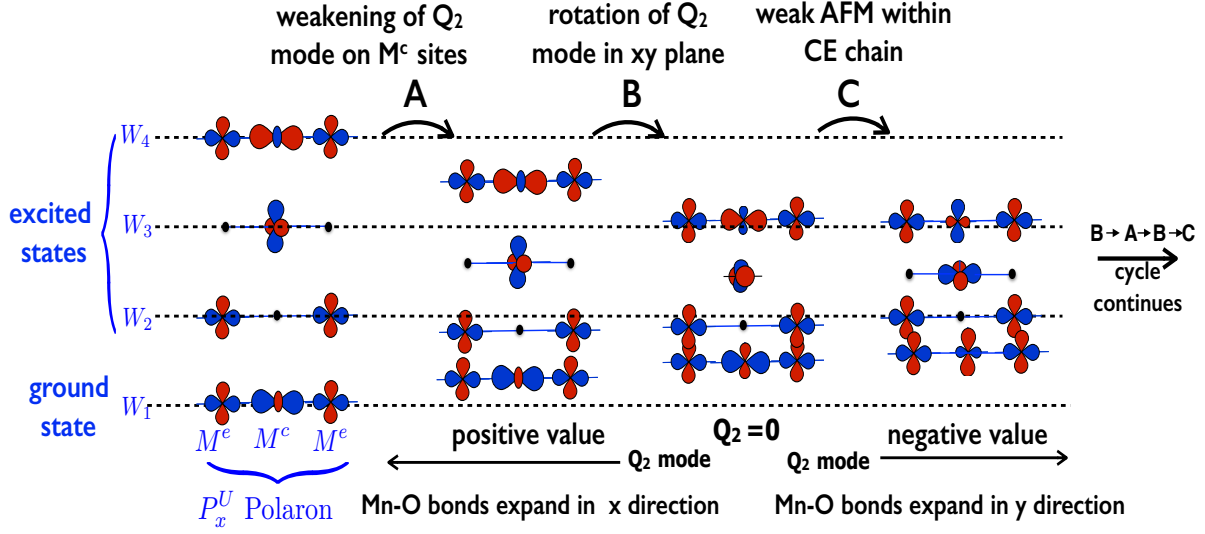 weakening of Q₂
mode on Mᶜ sites
A
rotation of Q₂
mode in xy plane
B
weak AFM within
CE chain
C
W₄
excited
states
W₃
W₂
ground
state
W₁
B→A→B→C
cycle
continues
Mᵉ Mᶜ Mᵉ
positive value
Q₂ =0
negative value
Q₂ mode
Q₂ mode
Pₓᵁ Polaron
Mn-O bonds expand in x direction
Mn-O bonds expand in y direction